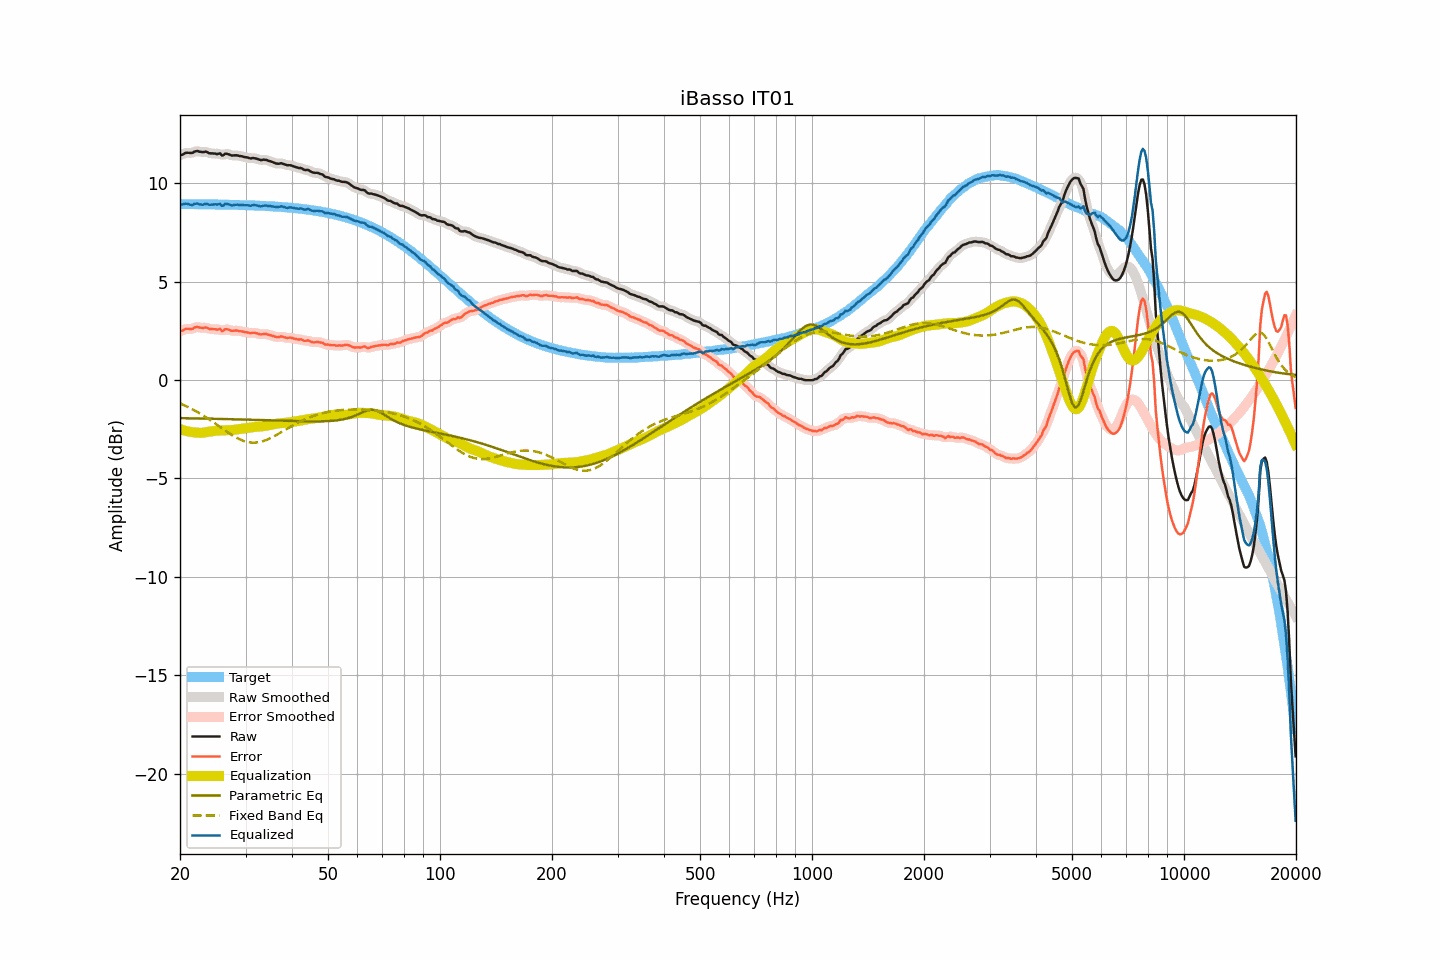 iBasso IT01
Amplitude (dBr)
10
5
0
−5
−10
−15
−20
Target
Raw Smoothed
Error Smoothed
Raw
Error
Equalization
Parametric Eq
Fixed Band Eq
Equalized
20 50 100 200 500 1000 2000 5000 10000 20000
Frequency (Hz)